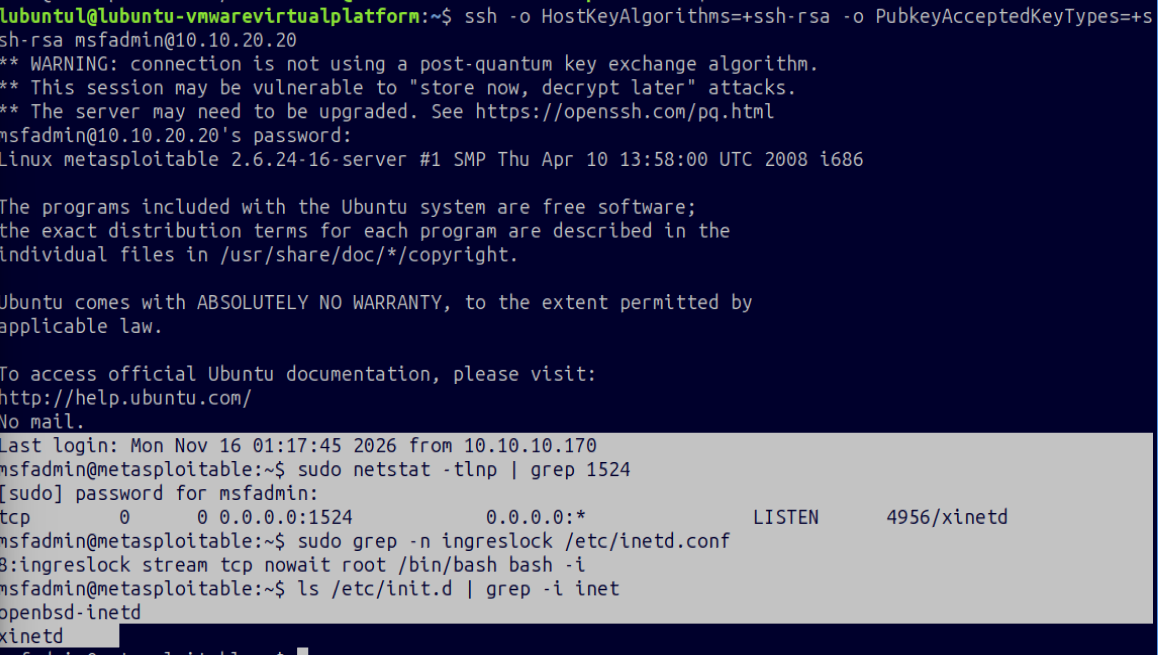 lubuntul@lubuntu-vmwarevirtualplatform:~$ ssh -o HostKeyAlgorithms=+ssh-rsa -o PubkeyAcceptedKeyTypes=+s
sh-rsa msfadmin@10.10.20.20
** WARNING: connection is not using a post-quantum key exchange algorithm.
** This session may be vulnerable to "store now, decrypt later" attacks.
** The server may need to be upgraded. See https://openssh.com/pq.html
msfadmin@10.10.20.20's password:
Linux metasploitable 2.6.24-16-server #1 SMP Thu Apr 10 13:58:00 UTC 2008 i686
The programs included with the Ubuntu system are free software;
the exact distribution terms for each program are described in the
individual files in /usr/share/doc/*/copyright.
Ubuntu comes with ABSOLUTELY NO WARRANTY, to the extent permitted by
applicable law.
To access official Ubuntu documentation, please visit:
http://help.ubuntu.com/
No mail.
Last login: Mon Nov 16 01:17:45 2026 from 10.10.10.170
msfadmin@metasploitable:~$ sudo netstat -tlnp | grep 1524
[sudo] password for msfadmin:
tcp 0 0 0.0.0.0:1524 0.0.0.0:* LISTEN 4956/xinetd
msfadmin@metasploitable:~$ sudo grep -n ingreslock /etc/inetd.conf
8:ingreslock stream tcp nowait root /bin/bash bash -i
msfadmin@metasploitable:~$ ls /etc/init.d | grep -i inet
openbsd-inetd
xinetd